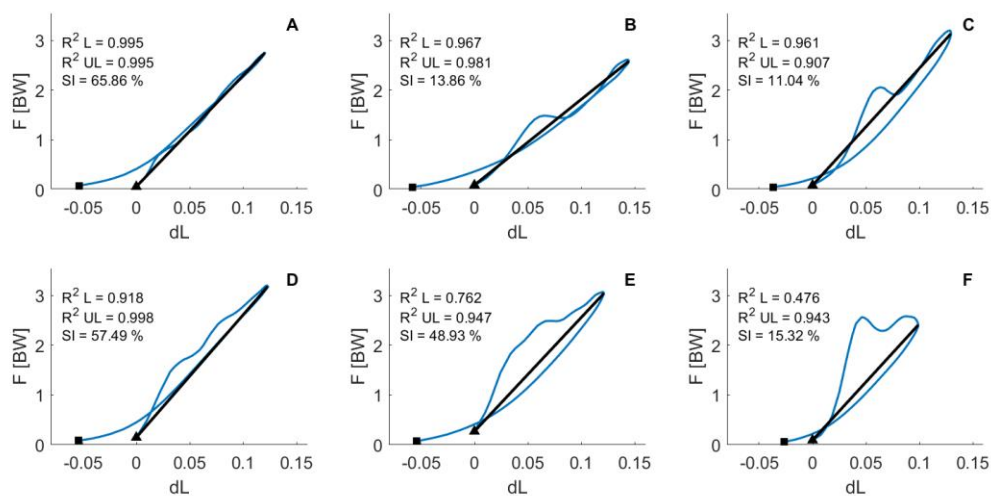 A
R² L = 0.995
R² UL = 0.995
SI = 65.86 %
F [BW]
3
2
1
0
-0.05 0 0.05 0.1 0.15
dL
B
R² L = 0.967
R² UL = 0.981
SI = 13.86 %
F [BW]
3
2
1
0
-0.05 0 0.05 0.1 0.15
dL
C
R² L = 0.961
R² UL = 0.907
SI = 11.04 %
F [BW]
3
2
1
0
-0.05 0 0.05 0.1 0.15
dL
D
R² L = 0.918
R² UL = 0.998
SI = 57.49 %
F [BW]
3
2
1
0
-0.05 0 0.05 0.1 0.15
dL
E
R² L = 0.762
R² UL = 0.947
SI = 48.93 %
F [BW]
3
2
1
0
-0.05 0 0.05 0.1 0.15
dL
F
R² L = 0.476
R² UL = 0.943
SI = 15.32 %
F [BW]
3
2
1
0
-0.05 0 0.05 0.1 0.15
dL